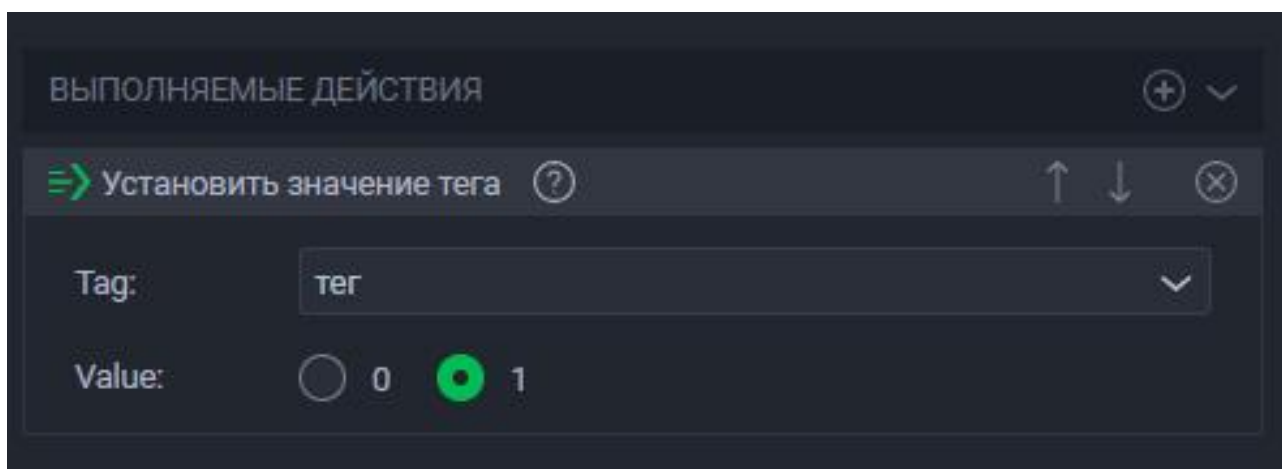 ВЫПОЛНЯЕМЫЕ ДЕЙСТВИЯ
Установить значение тега ?
Tag: тег
Value: 0 1